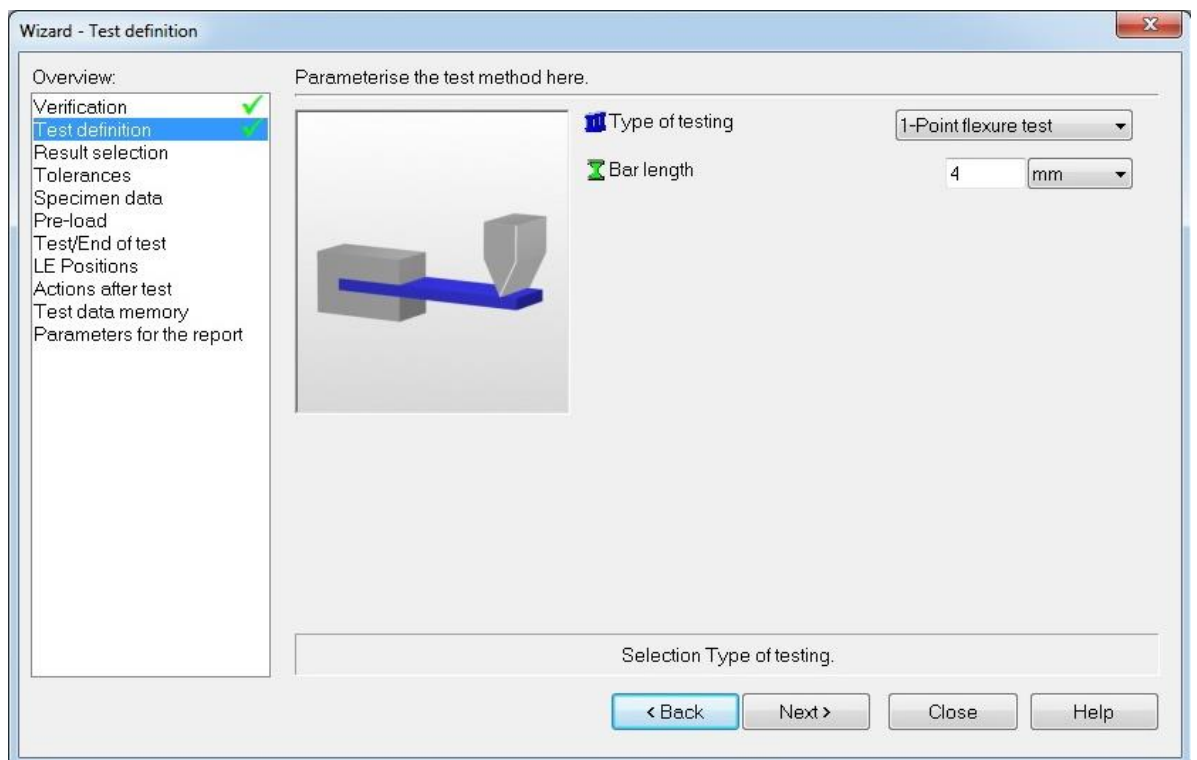 Wizard - Test definition
Overview:
Verification
Test definition
Result selection
Tolerances
Specimen data
Pre-load
Test/End of test
LE Positions
Actions after test
Test data memory
Parameters for the report
Parameterise the test method here.
Type of testing
1-Point flexure test
Bar length
4 mm
Selection Type of testing.
< Back Next > Close Help